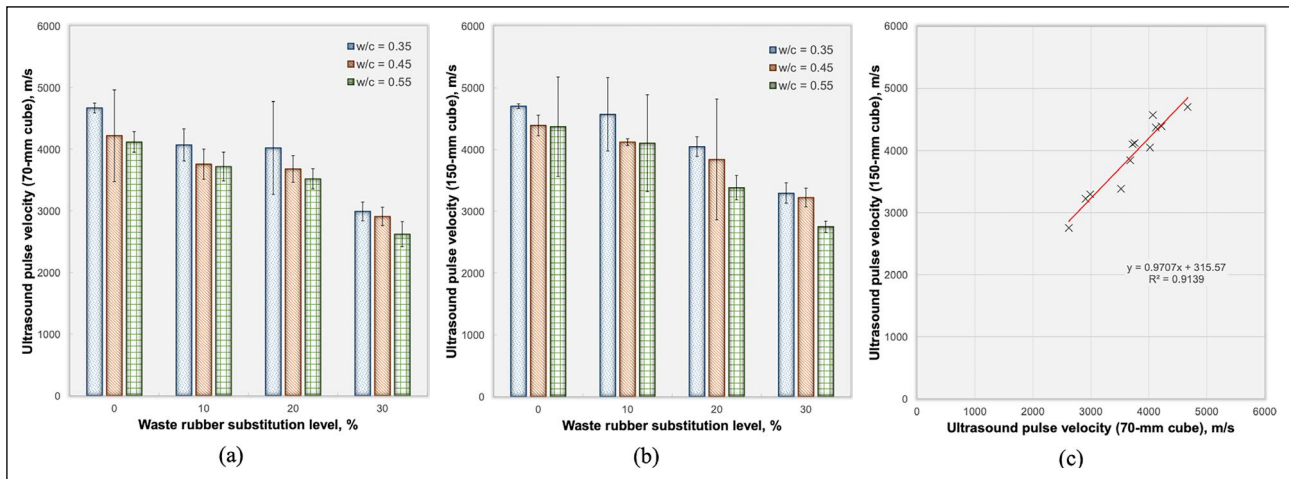 Ultrasound pulse velocity (70-mm cube), m/s
6000
5000
4000
3000
2000
1000
0
w/c = 0.35
w/c = 0.45
w/c = 0.55
0 10 20 30
Waste rubber substitution level, %
(a)
Ultrasound pulse velocity (150-mm cube), m/s
6000
5000
4000
3000
2000
1000
0
w/c = 0.35
w/c = 0.45
w/c = 0.55
0 10 20 30
Waste rubber substitution level, %
(b)
Ultrasound pulse velocity (150-mm cube), m/s
6000
5000
4000
3000
2000
1000
0
y = 0.9707x + 315.57
R² = 0.9139
0 1000 2000 3000 4000 5000 6000
Ultrasound pulse velocity (70-mm cube), m/s
(c)